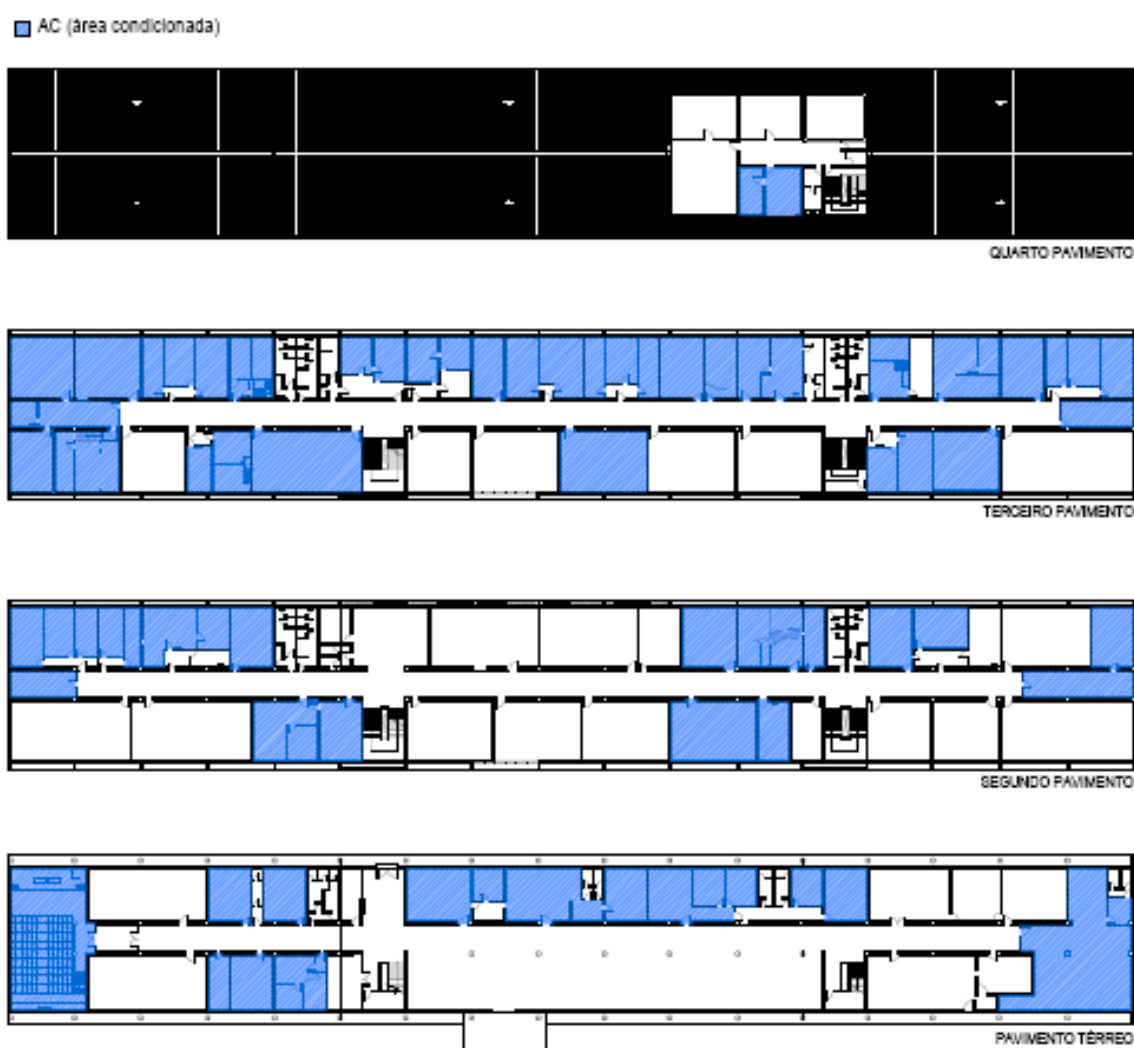 AC (área condicionada)
QUARTO PAVIMENTO
TERCEIRO PAVIMENTO
SEGUNDO PAVIMENTO
PAVIMENTO TÉRREO